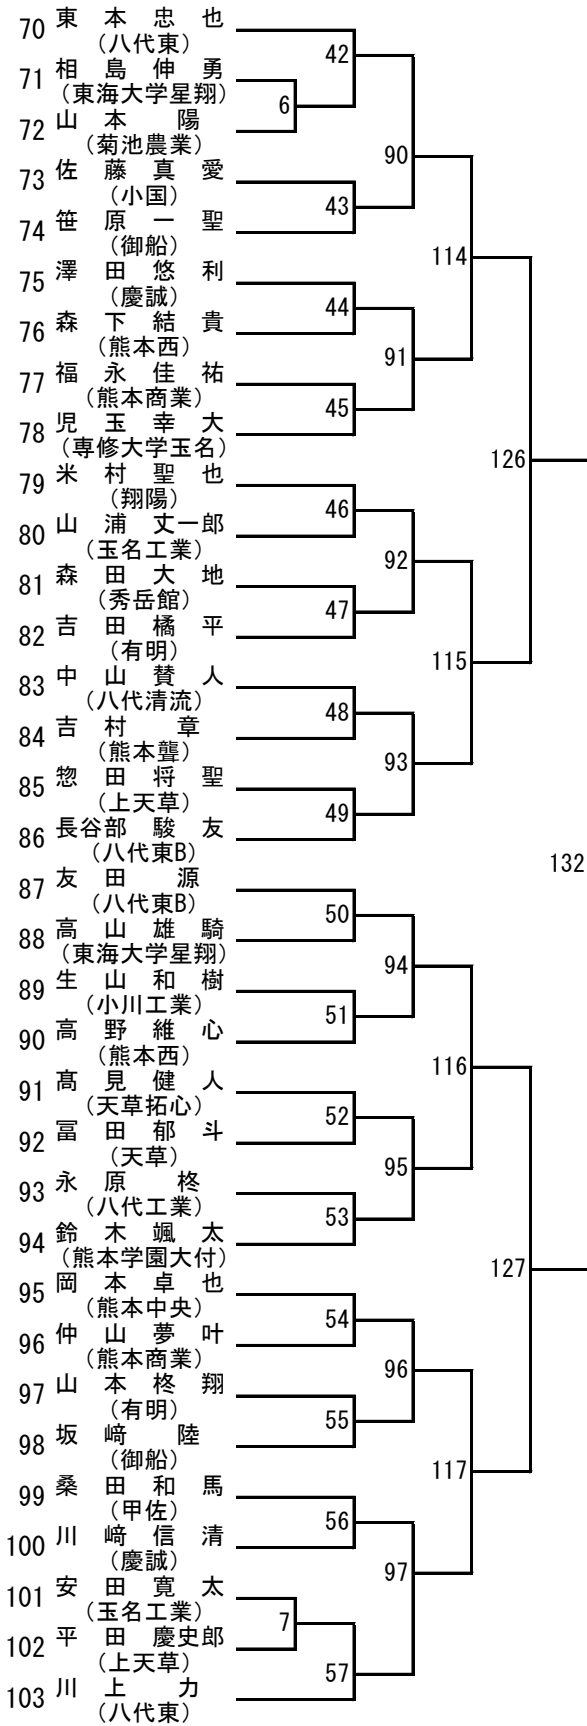 70 東 本 忠 也
(八代東)
42
71 相 島 伸 勇
(東海大学星翔)
6
72 山 本 陽
(菊池農業)
90
73 佐 藤 真 愛
(小国)
43
74 笹 原 一 聖
(御船)
114
75 澤 田 悠 利
(慶誠)
44
76 森 下 結 貴
(熊本西)
91
77 福 永 佳 祐
(熊本商業)
45
78 児 玉 幸 大
(専修大学玉名)
126
79 米 村 聖 也
(翔陽)
46
80 山 浦 丈一郎
(玉名工業)
92
81 森 田 大 地
(秀岳館)
47
82 吉 田 橘 平
(有明)
115
83 中 山 賛 人
(八代清流)
48
84 吉 村 章
(熊本聾)
93
85 惣 田 将 聖
(上天草)
49
86 長谷部 駿 友
(八代東B)
132
87 友 田 源
(八代東B)
50
88 高 山 雄 騎
(東海大学星翔)
94
89 生 山 和 樹
(小川工業)
51
90 高 野 維 心
(熊本西)
116
91 髙 見 健 人
(天草拓心)
52
92 冨 田 郁 斗
(天草)
95
93 永 原 柊
(八代工業)
53
94 鈴 木 颯 太
(熊本学園大付)
127
95 岡 本 卓 也
(熊本中央)
54
96 仲 山 夢 叶
(熊本商業)
96
97 山 本 柊 翔
(有明)
55
98 坂 﨑 陸
(御船)
117
99 桑 田 和 馬
(甲佐)
56
100 川 﨑 信 清
(慶誠)
97
101 安 田 寛 太
(玉名工業)
7
102 平 田 慶史郎
(上天草)
57
103 川 上 力
(八代東)